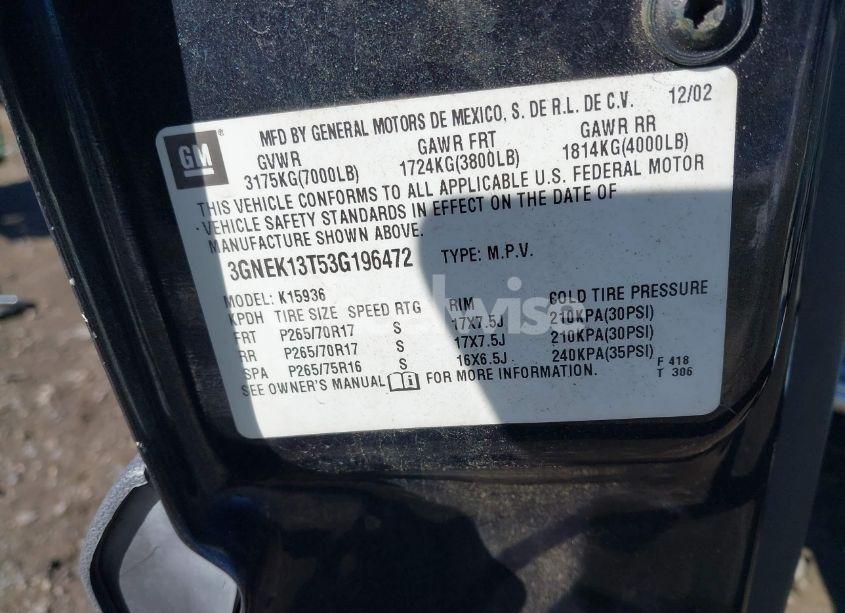 GM ®
MFD BY GENERAL MOTORS DE MEXICO, S. DE R.L. DE C.V. 12/02
GVWR GAWR FRT GAWR RR
3175KG(7000LB) 1724KG(3800LB) 1814KG(4000LB)
THIS VEHICLE CONFORMS TO ALL APPLICABLE U.S. FEDERAL MOTOR
VEHICLE SAFETY STANDARDS IN EFFECT ON THE DATE OF
MANUFACTURE SHOWN ABOVE.
3GNEK13T53G196472 TYPE: M.P.V.
MODEL: K15936
KPDH TIRE SIZE SPEED RTG RIM COLD TIRE PRESSURE
FRT P265/70R17 S 17X7.5J 210KPA(30PSI)
RR P265/70R17 S 17X7.5J 210KPA(30PSI)
SPA P265/75R16 S 16X6.5J 240KPA(35PSI)
SEE OWNER'S MANUAL FOR MORE INFORMATION.
F 418
T 306